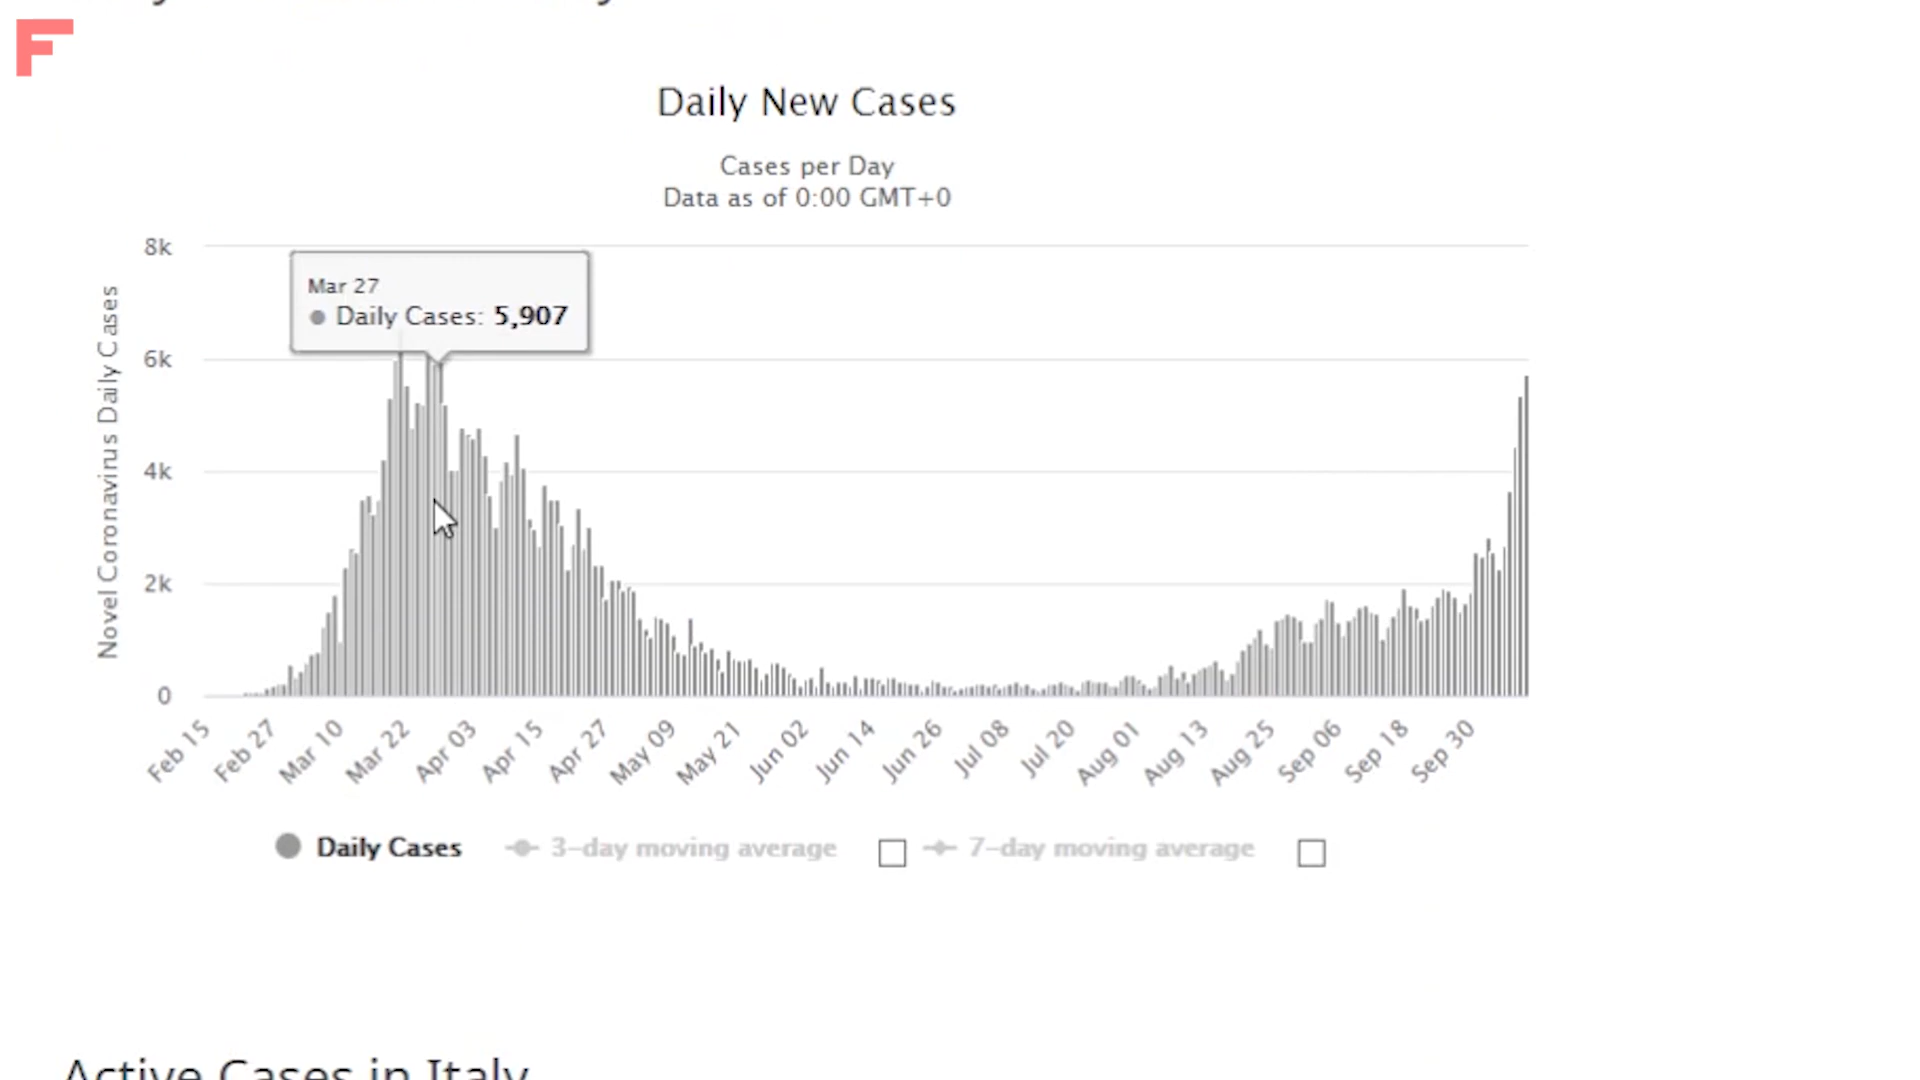 F
Daily New Cases
Cases per Day
Data as of 0:00 GMT+0
Novel Coronavirus Daily Cases
8k
6k
4k
2k
0
Mar 27
Daily Cases: 5,907
Feb 15
Feb 27
Mar 10
Mar 22
Apr 03
Apr 15
Apr 27
May 09
May 21
Jun 02
Jun 14
Jun 26
Jul 08
Jul 20
Aug 01
Aug 13
Aug 25
Sep 06
Sep 18
Sep 30
Daily Cases 3-day moving average 7-day moving average
Active Cases in Italy